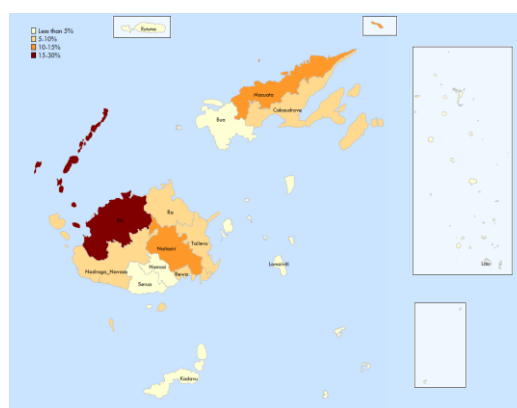 Less than 5%
5-10%
10-15%
15-30%
Rotuma
Macuata
Cakaudrove
Bua
Ba
Ra
Tailevu
Naitasiri
Namosi
Nadroga_Navosa
Rewa
Serua
Lomaiviti
Lau
Kadavu